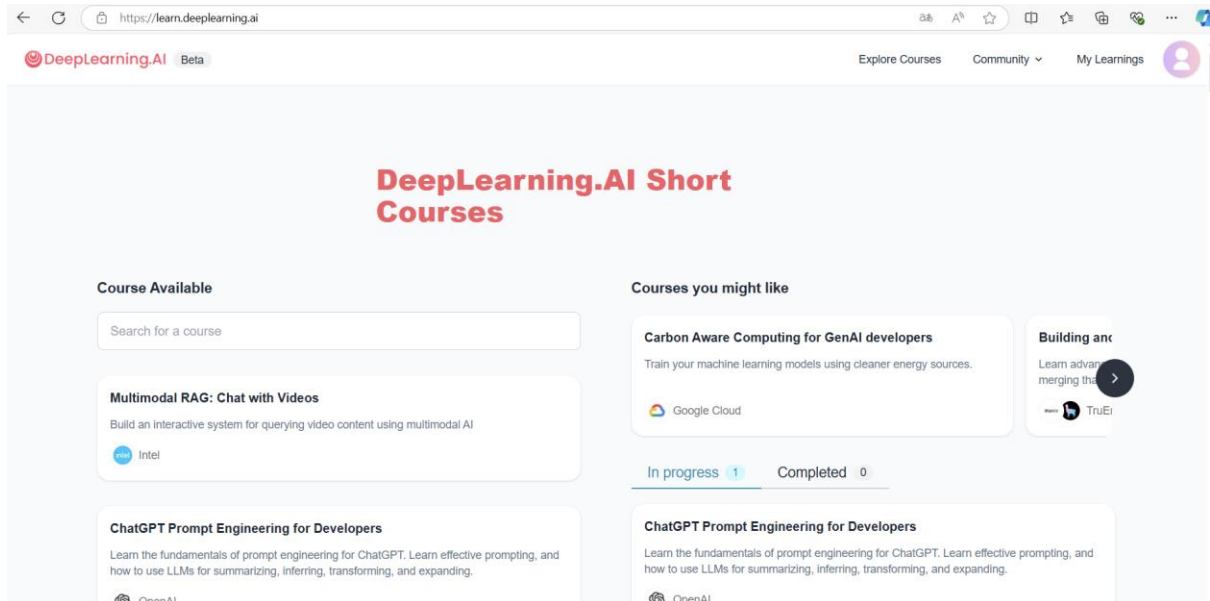 https://learn.deeplearning.ai
DeepLearning.AI Beta
Explore Courses
Community
My Learnings
DeepLearning.AI Short
Courses
Course Available
Search for a course
Multimodal RAG: Chat with Videos
Build an interactive system for querying video content using multimodal AI
intel Intel
ChatGPT Prompt Engineering for Developers
Learn the fundamentals of prompt engineering for ChatGPT. Learn effective prompting, and
how to use LLMs for summarizing, inferring, transforming, and expanding.
OpenAI
Courses you might like
Carbon Aware Computing for GenAI developers
Train your machine learning models using cleaner energy sources.
Google Cloud
Building
Learn
merging
In progress 1
Completed 0
ChatGPT Prompt Engineering for Developers
Learn the fundamentals of prompt engineering for ChatGPT. Learn effective prompting, and
how to use LLMs for summarizing, inferring, transforming, and expanding.
OpenAI